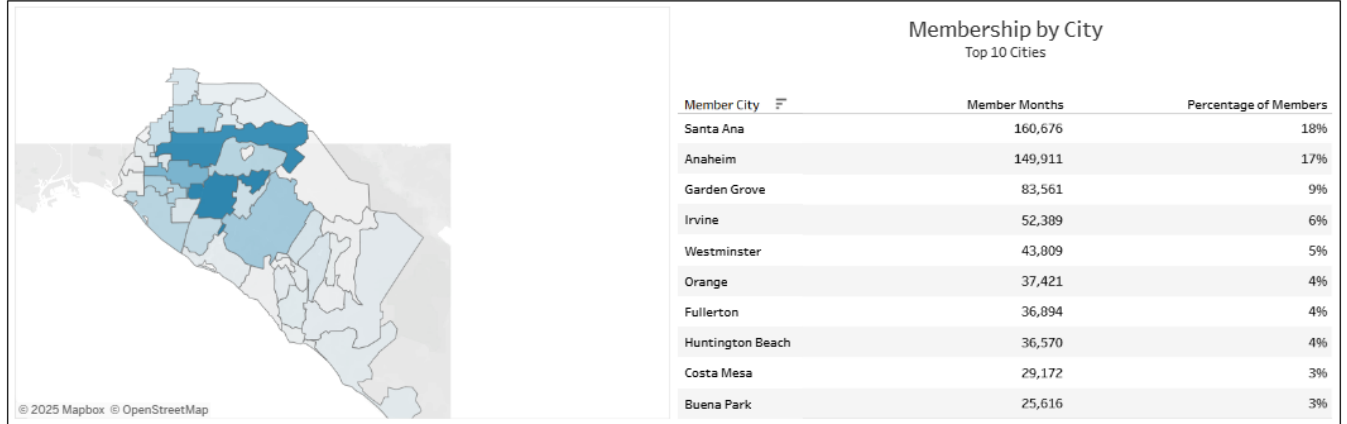 Membership by City
Top 10 Cities
Member City Member Months Percentage of Members
Santa Ana 160,676 18%
Anaheim 149,911 17%
Garden Grove 83,561 9%
Irvine 52,389 6%
Westminster 43,809 5%
Orange 37,421 4%
Fullerton 36,894 4%
Huntington Beach 36,570 4%
Costa Mesa 29,172 3%
Buena Park 25,616 3%
© 2025 Mapbox © OpenStreetMap